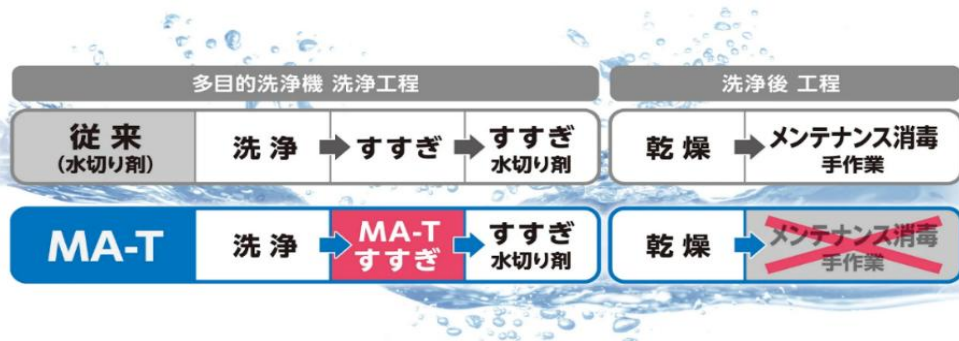 多目的洗浄機 洗浄工程
洗浄後 工程
従来
(水切り剤)
洗浄
すすぎ
すすぎ
水切り剤
乾燥
メンテナンス消毒
手作業
MA-T
洗浄
MA-T
すすぎ
すすぎ
水切り剤
乾燥
メンテナンス消毒
手作業